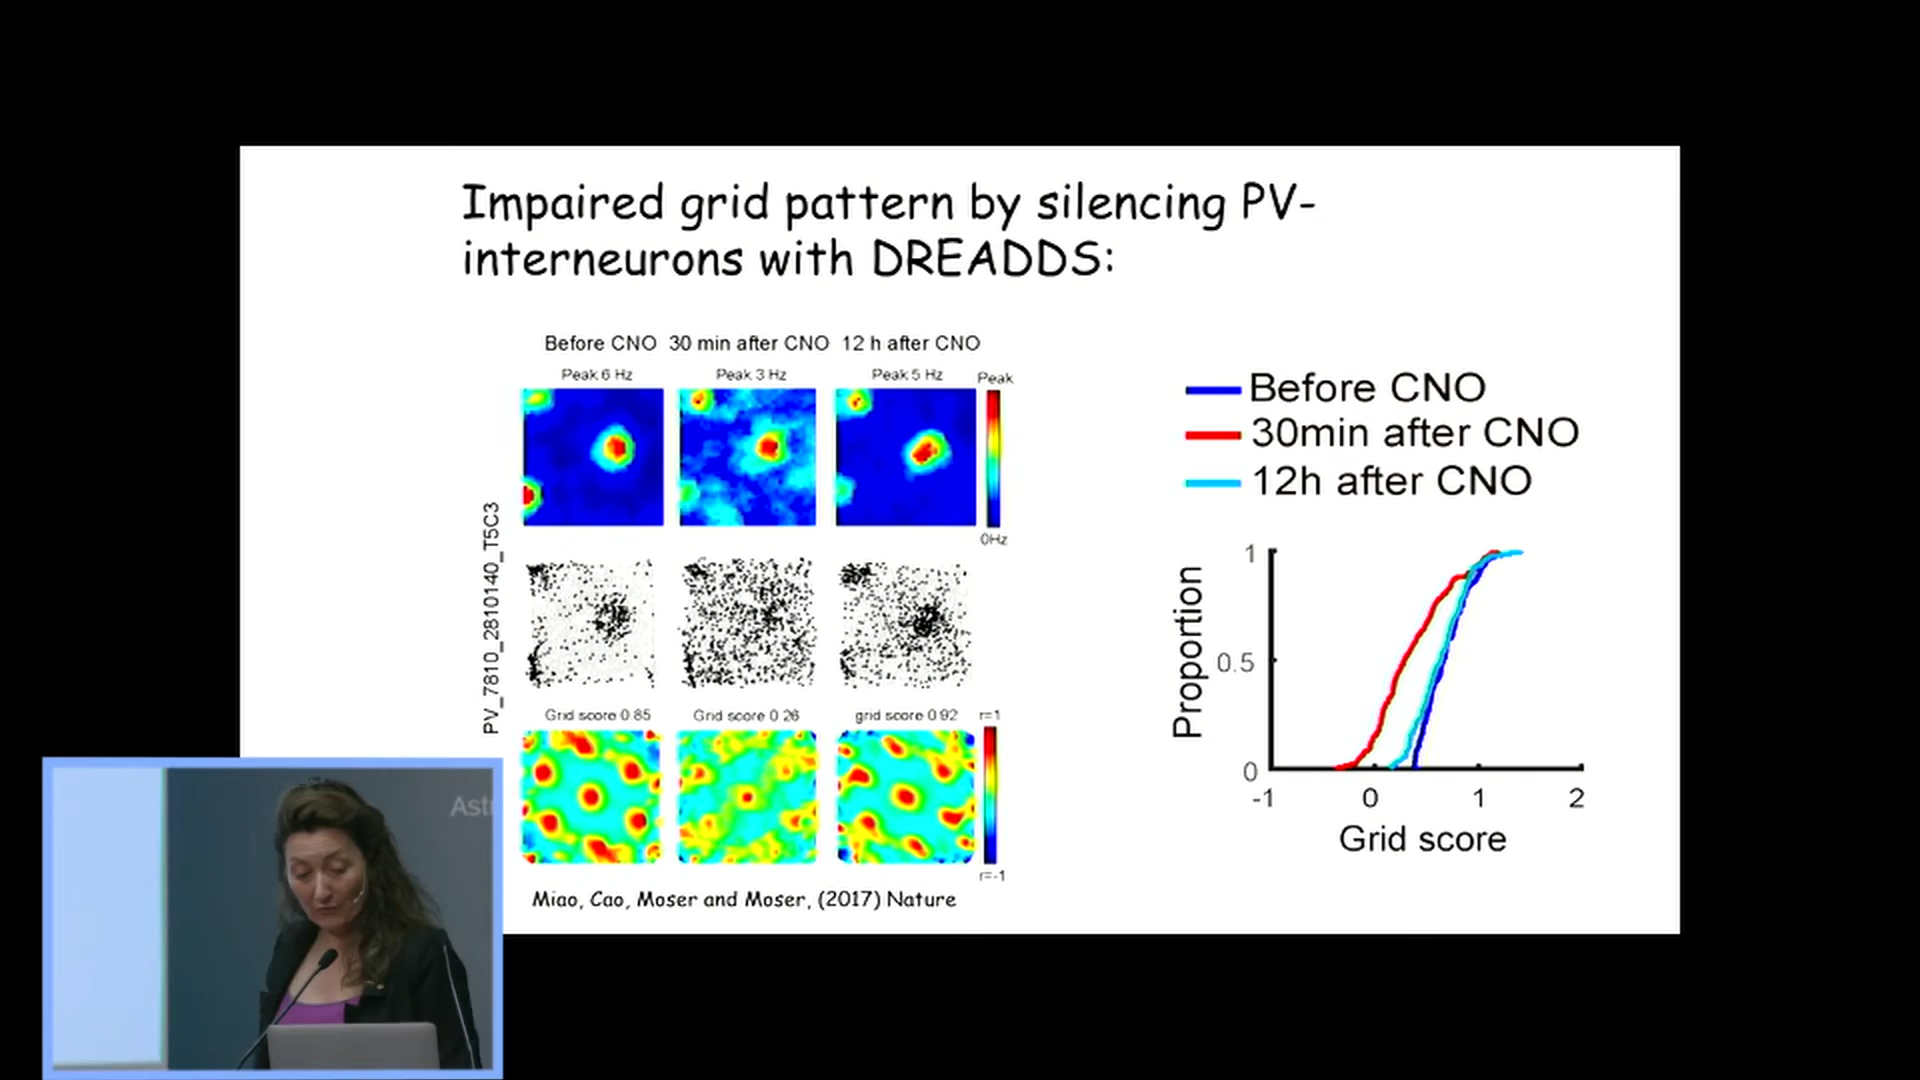 Impaired grid pattern by silencing PV-
interneurons with DREADDS:
Before CNO 30 min after CNO 12 h after CNO
Peak 6 Hz Peak 3 Hz Peak 5 Hz Peak
0Hz
PV_7810_2810140_T5C3
Grid score 0 85 Grid score 0 26 grid score 0 92 r=1
r=-1
Miao, Cao, Moser and Moser, (2017) Nature
Before CNO
30min after CNO
12h after CNO
Proportion
1
0.5
0
-1 0 1 2
Grid score